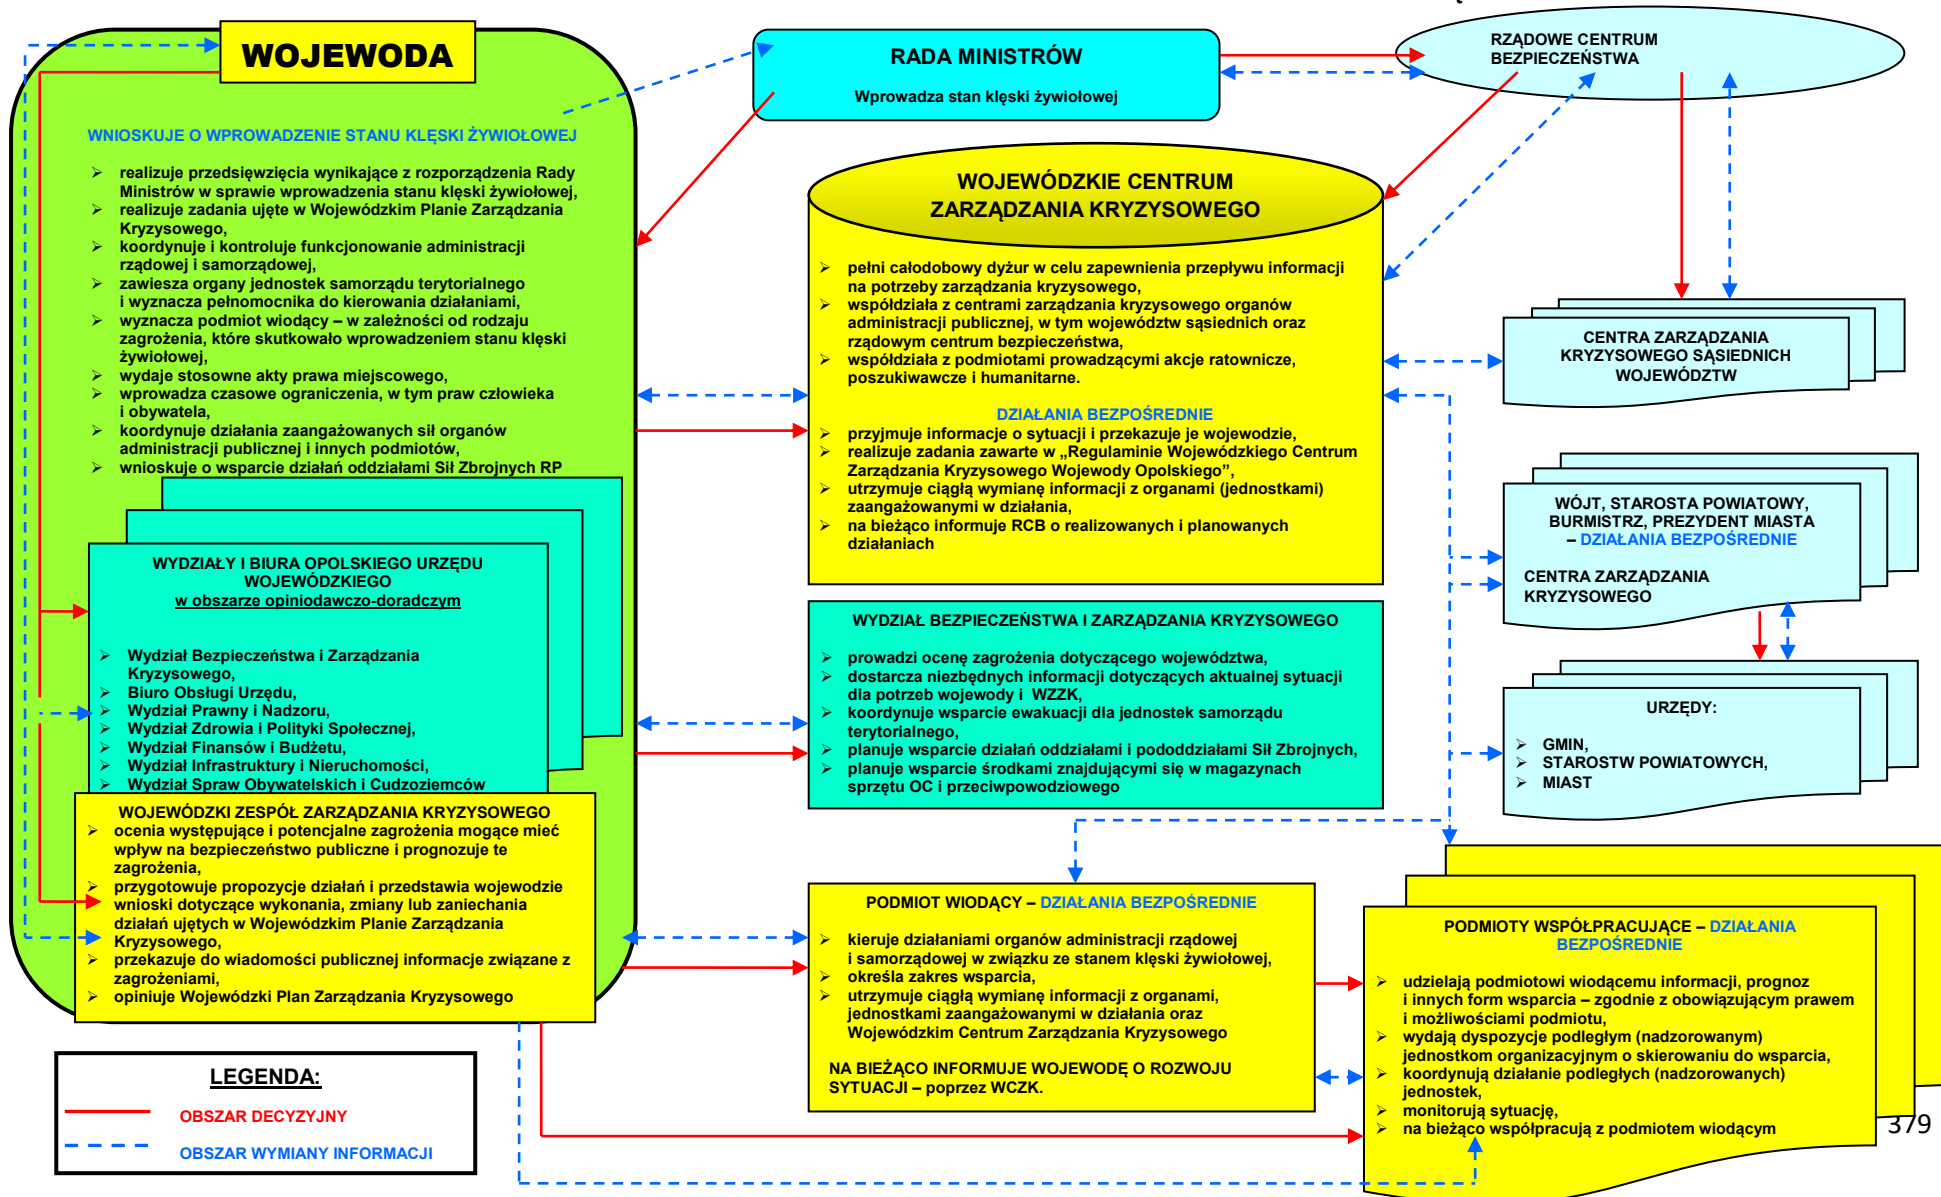 WOJEWODA
WNIOSKUJE O WPROWADZENIE STANU KLĘSKI ŻYWIOŁOWEJ
➢ realizuje przedsięwzięcia wynikające z rozporządzenia Rady
Ministrów w sprawie wprowadzenia stanu klęski żywiołowej,
➢ realizuje zadania ujęte w Wojewódzkim Planie Zarządzania
Kryzysowego,
➢ koordynuje i kontroluje funkcjonowanie administracji
rządowej i samorządowej,
➢ zawiesza organy jednostek samorządu terytorialnego
i wyznacza pełnomocnika do kierowania działaniami,
➢ wyznacza podmiot wiodący – w zależności od rodzaju
zagrożenia, które skutkowało wprowadzeniem stanu klęski
żywiołowej,
➢ wydaje stosowne akty prawa miejscowego,
➢ wprowadza czasowe ograniczenia, w tym praw człowieka
i obywatela,
➢ koordynuje działania zaangażowanych sił organów
administracji publicznej i innych podmiotów,
➢ wnioskuje o wsparcie działań oddziałami Sił Zbrojnych RP
WYDZIAŁY I BIURA OPOLSKIEGO URZĘDU
WOJEWÓDZKIEGO
w obszarze opiniodawczo-doradczym
➢ Wydział Bezpieczeństwa i Zarządzania
Kryzysowego,
➢ Biuro Obsługi Urzędu,
➢ Wydział Prawny i Nadzoru,
➢ Wydział Zdrowia i Polityki Społecznej,
➢ Wydział Finansów i Budżetu,
➢ Wydział Infrastruktury i Nieruchomości,
➢ Wydział Spraw Obywatelskich i Cudzoziemców
WOJEWÓDZKI ZESPÓŁ ZARZĄDZANIA KRYZYSOWEGO
➢ ocenia występujące i potencjalne zagrożenia mogące mieć
wpływ na bezpieczeństwo publiczne i prognozuje te
zagrożenia,
➢ przygotowuje propozycje działań i przedstawia wojewodzie
wnioski dotyczące wykonania, zmiany lub zaniechania
działań ujętych w Wojewódzkim Planie Zarządzania
Kryzysowego,
➢ przekazuje do wiadomości publicznej informacje związane z
zagrożeniami,
➢ opiniuje Wojewódzki Plan Zarządzania Kryzysowego
LEGENDA:
OBSZAR DECYZYJNY
OBSZAR WYMIANY INFORMACJI
RADA MINISTRÓW
Wprowadza stan klęski żywiołowej
WOJEWÓDZKIE CENTRUM
ZARZĄDZANIA KRYZYSOWEGO
➢ pełni całodobowy dyżur w celu zapewnienia przepływu informacji
na potrzeby zarządzania kryzysowego,
➢ współdziała z centrami zarządzania kryzysowego organów
administracji publicznej, w tym województw sąsiednich oraz
rządowym centrum bezpieczeństwa,
➢ współdziała z podmiotami prowadzącymi akcje ratownicze,
poszukiwawcze i humanitarne.
DZIAŁANIA BEZPOŚREDNIE
➢ przyjmuje informacje o sytuacji i przekazuje je wojewodzie,
➢ realizuje zadania zawarte w „Regulaminie Wojewódzkiego Centrum
Zarządzania Kryzysowego Wojewody Opolskiego”,
➢ utrzymuje ciągłą wymianę informacji z organami (jednostkami)
zaangażowanymi w działania,
➢ na bieżąco informuje RCB o realizowanych i planowanych
działaniach
WYDZIAŁ BEZPIECZEŃSTWA I ZARZĄDZANIA KRYZYSOWEGO
➢ prowadzi ocenę zagrożenia dotyczącego województwa,
➢ dostarcza niezbędnych informacji dotyczących aktualnej sytuacji
dla potrzeb wojewody i WZZK,
➢ koordynuje wsparcie ewakuacji dla jednostek samorządu
terytorialnego,
➢ planuje wsparcie działań oddziałami i pododdziałami Sił Zbrojnych,
➢ planuje wsparcie środkami znajdującymi się w magazynach
sprzętu OC i przeciwpowodziowego
PODMIOT WIODĄCY – DZIAŁANIA BEZPOŚREDNIE
➢ kieruje działaniami organów administracji rządowej
i samorządowej w związku ze stanem klęski żywiołowej,
➢ określa zakres wsparcia,
➢ utrzymuje ciągłą wymianę informacji z organami,
jednostkami zaangażowanymi w działania oraz
Wojewódzkim Centrum Zarządzania Kryzysowego
NA BIEŻĄCO INFORMUJE WOJEWODĘ O ROZWOJU
SYTUACJI – poprzez WCZK.
RZĄDOWE CENTRUM
BEZPIECZEŃSTWA
CENTRA ZARZĄDZANIA
KRYZYSOWEGO SĄSIEDNICH
WOJEWÓDZTW
WÓJT, STAROSTA POWIATOWY,
BURMISTRZ, PREZYDENT MIASTA
– DZIAŁANIA BEZPOŚREDNIE
CENTRA ZARZĄDZANIA
KRYZYSOWEGO
URZĘDY:
➢ GMIN,
➢ STAROSTW POWIATOWYCH,
➢ MIAST
PODMIOTY WSPÓŁPRACUJĄCE – DZIAŁANIA
BEZPOŚREDNIE
➢ udzielają podmiotowi wiodącemu informacji, prognoz
i innych form wsparcia – zgodnie z obowiązującym prawem
i możliwościami podmiotu,
➢ wydają dyspozycje podległym (nadzorowanym)
jednostkom organizacyjnym o skierowaniu do wsparcia,
➢ koordynują działanie podległych (nadzorowanych)
jednostek,
➢ monitorują sytuację,
➢ na bieżąco współpracują z podmiotem wiodącym
379